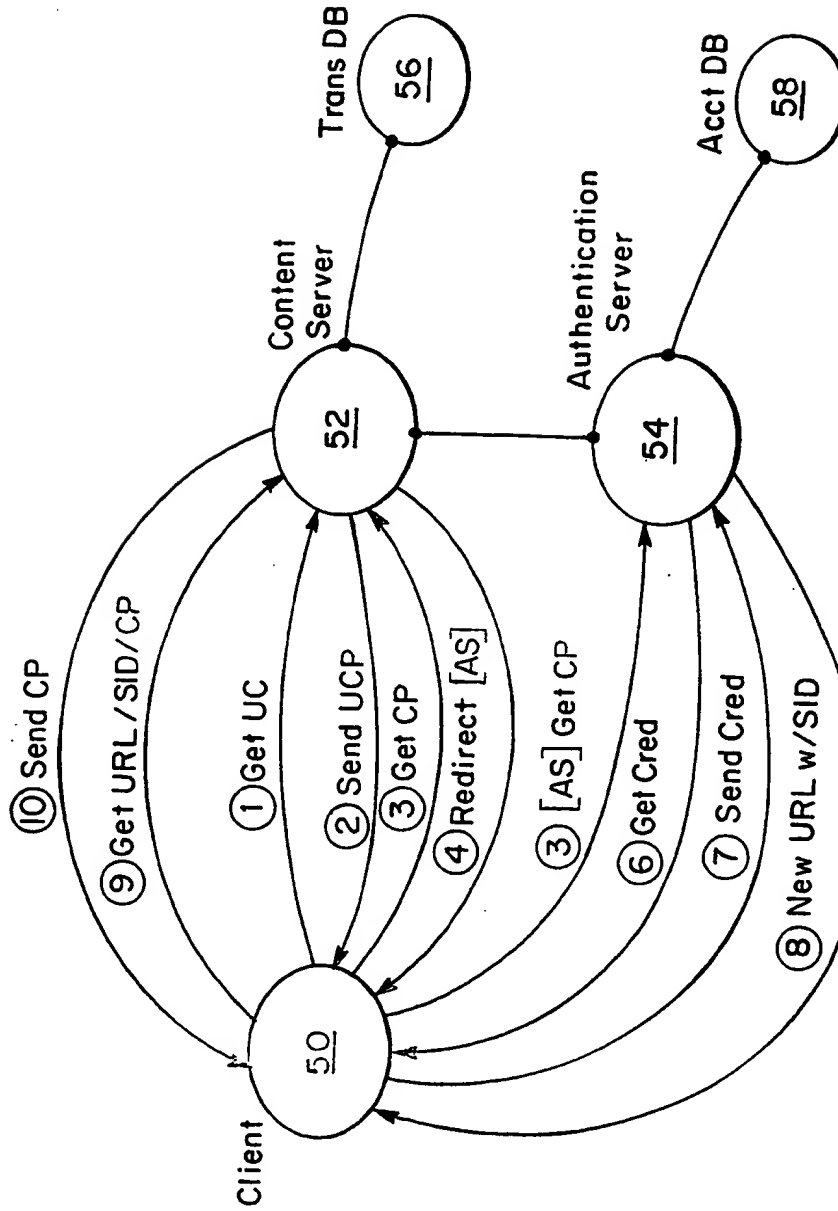 Client
50
⑩ Send CP
⑨ Get URL/SID/CP
① Get UC
② Send UCP
③ Get CP
④ Redirect [AS]
③ [AS] Get CP
⑥ Get Cred
⑦ Send Cred
⑧ New URL w/SID
Content
Server
52
Authentication
Server
54
Trans DB
56
Acct DB
58